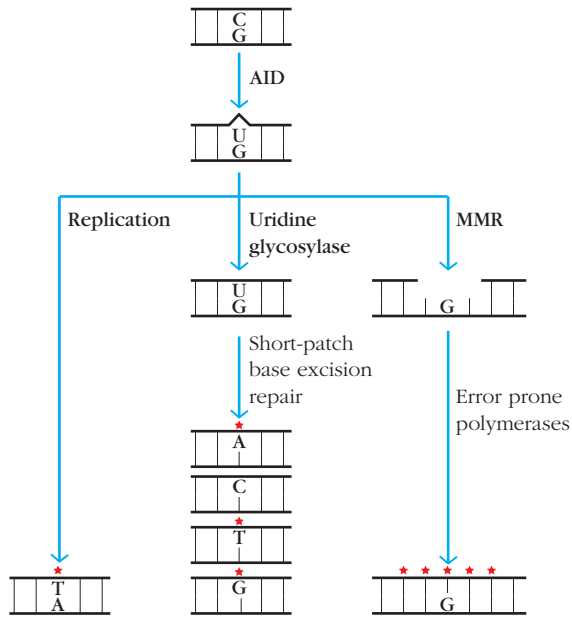 C
G
AID
U
G
Replication
Uridine
glycosylase
MMR
U
G
G
Short-patch
base excision
repair
Error prone
polymerases
A
C
T
G
T
A
G